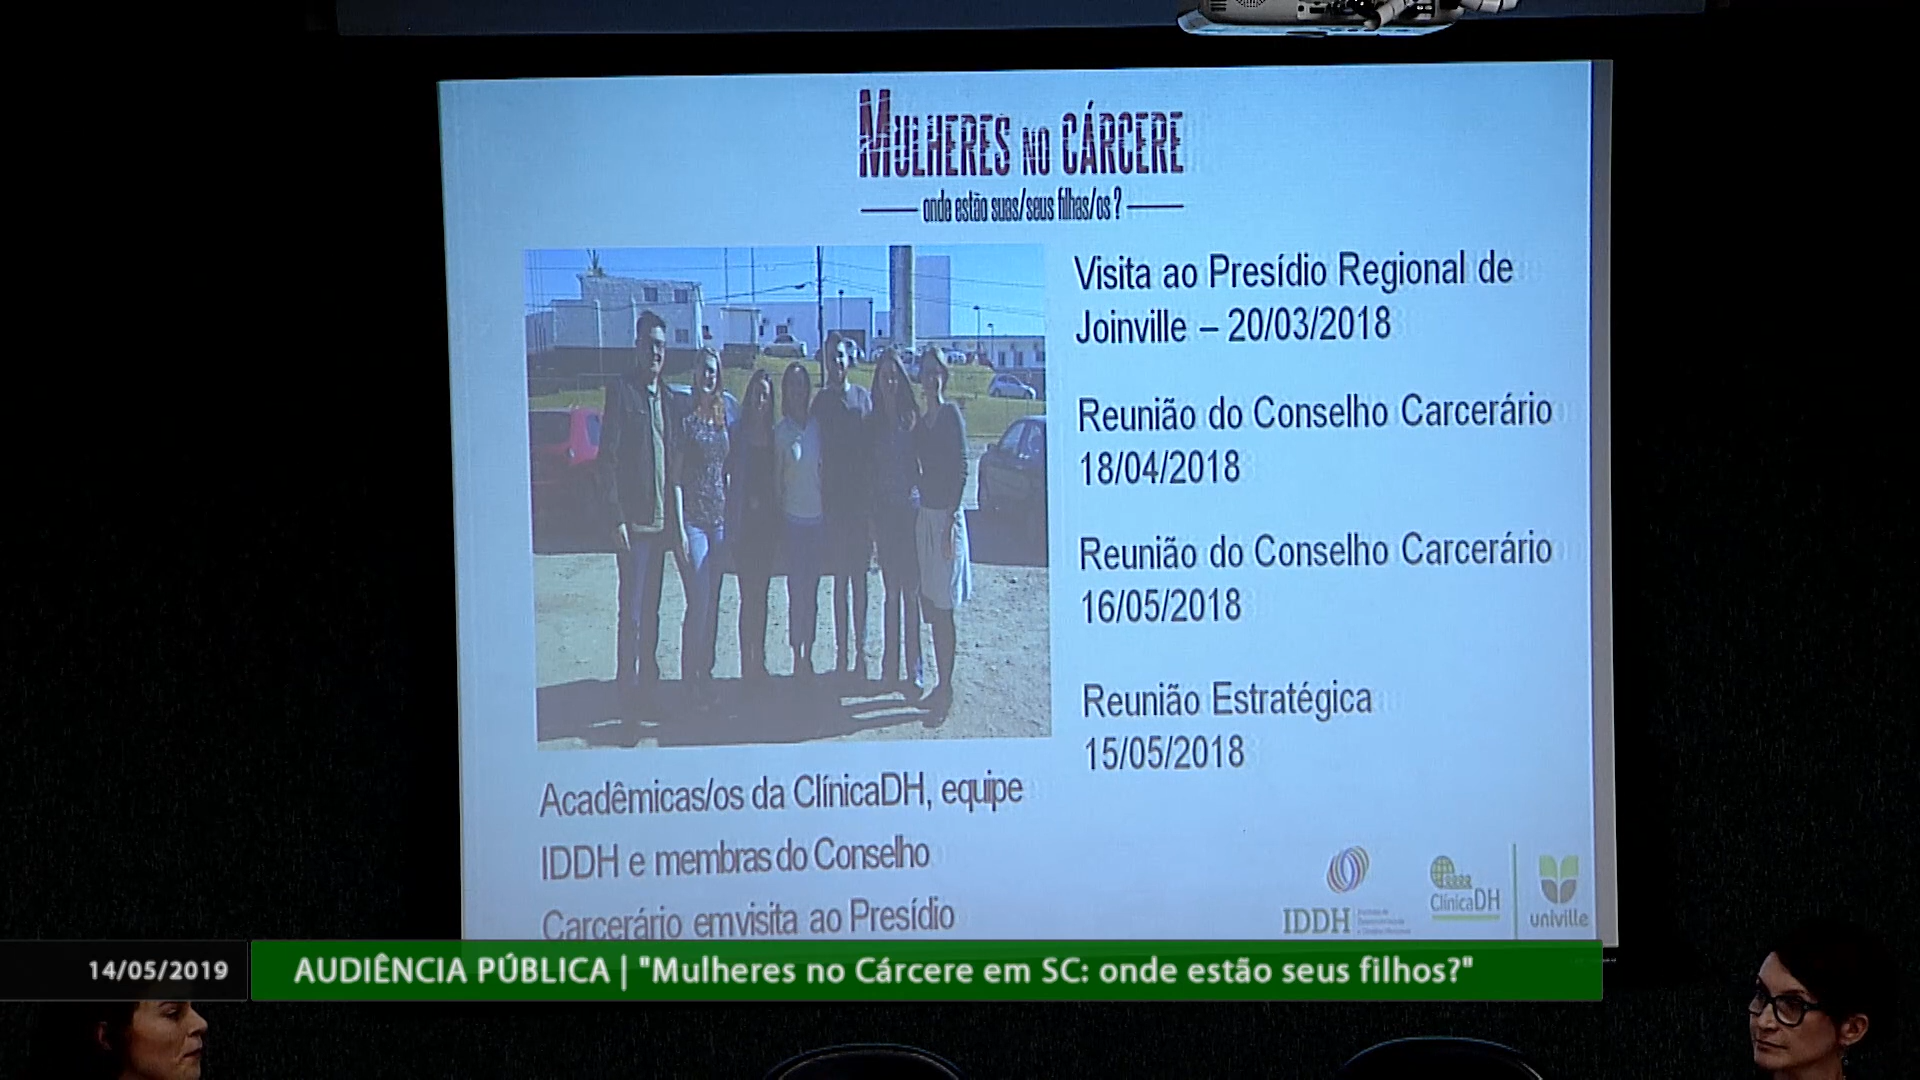 MULHERES NO CÁRCERE
onde estão suas/seus filhas/os?
Visita ao Presídio Regional de
Joinville – 20/03/2018
Reunião do Conselho Carcerário
18/04/2018
Reunião do Conselho Carcerário
16/05/2018
Reunião Estratégica
15/05/2018
Acadêmicas/os da ClínicaDH, equipe
IDDH e membras do Conselho
Carcerário emvisita ao Presídio
IDDH
ClínicaDH
univille
14/05/2019
AUDIÊNCIA PÚBLICA | "Mulheres no Cárcere em SC: onde estão seus filhos?"